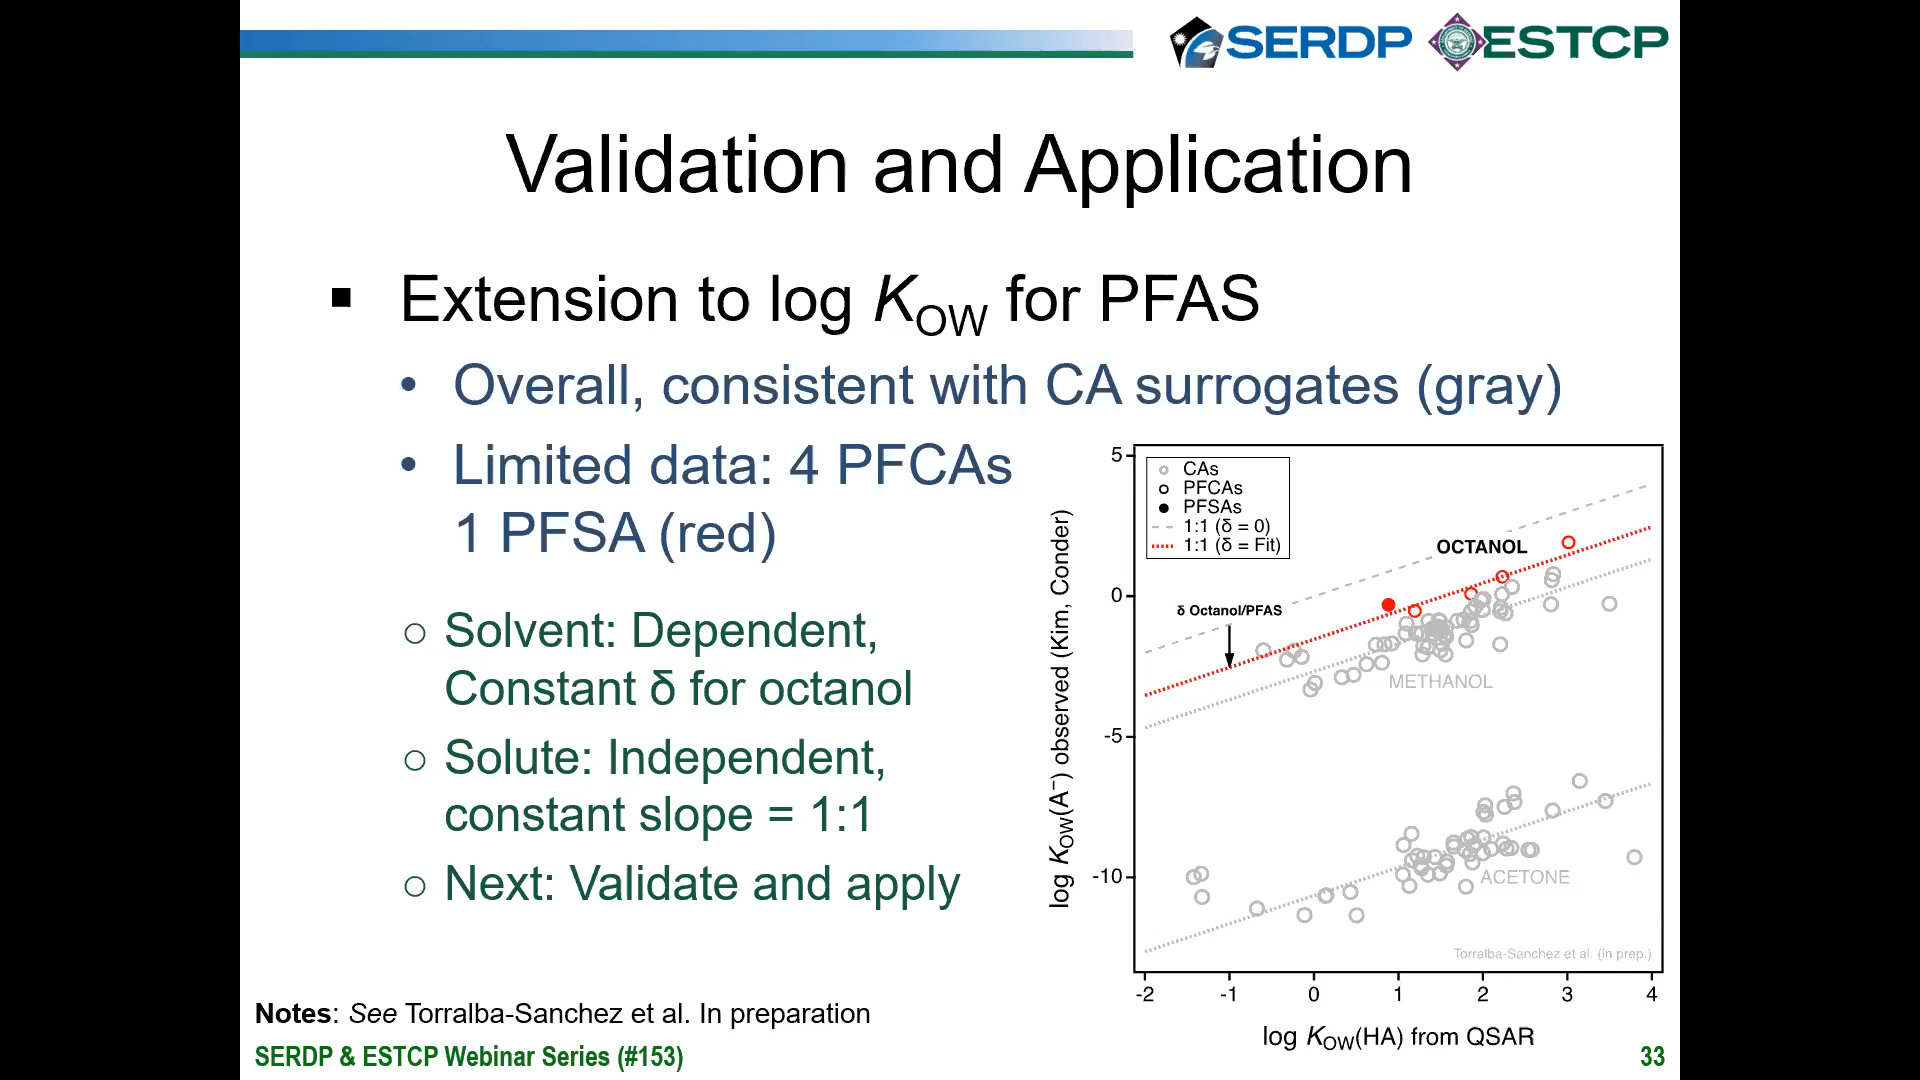 SERDP ESTCP
Validation and Application
▪ Extension to log KOW for PFAS
• Overall, consistent with CA surrogates (gray)
• Limited data: 4 PFCAs
1 PFSA (red)
○ Solvent: Dependent,
Constant δ for octanol
○ Solute: Independent,
constant slope = 1:1
○ Next: Validate and apply
log KOW(A⁻) observed (Kim, Conder)
5
0
-5
-10
CAs
PFCAs
PFSAs
1:1 (δ = 0)
1:1 (δ = Fit)
OCTANOL
δ Octanol/PFAS
METHANOL
ACETONE
Torralba-Sanchez et al. (in prep.)
-2 -1 0 1 2 3 4
log KOW(HA) from QSAR
Notes: See Torralba-Sanchez et al. In preparation
SERDP & ESTCP Webinar Series (#153)
33